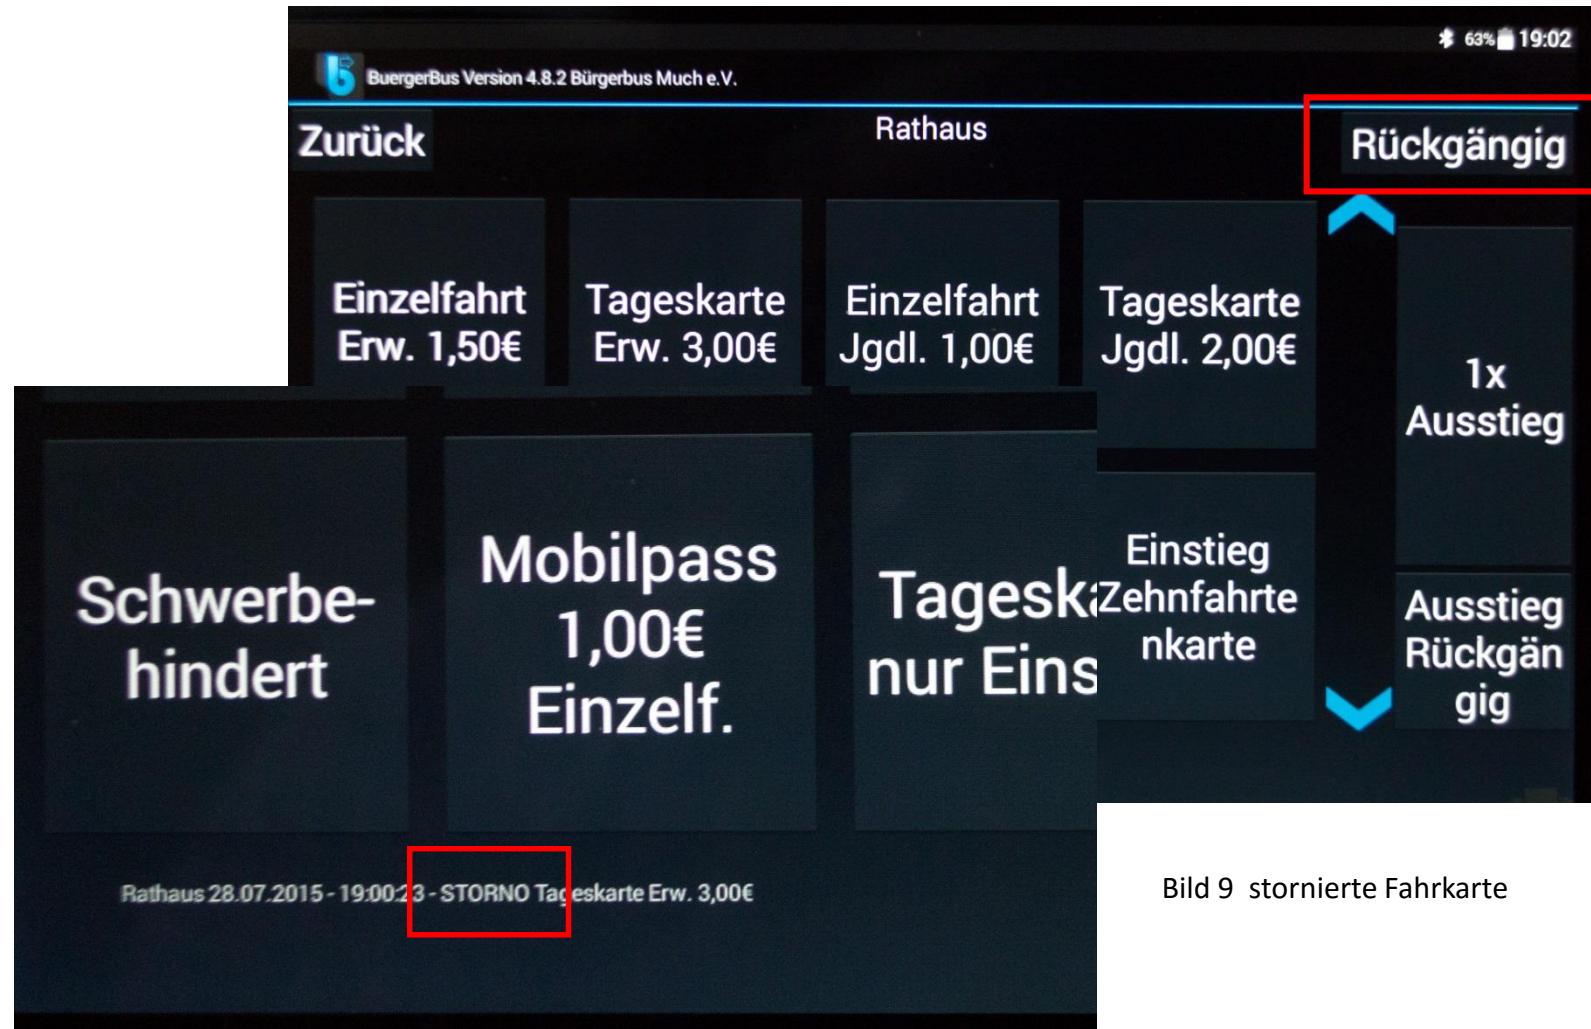 63% 19:02
BuergerBus Version 4.8.2 Bürgerbus Much e.V.
Zurück
Rathaus
Rückgängig
Einzelfahrt
Erw. 1,50€
Tageskarte
Erw. 3,00€
Einzelfahrt
Jgdl. 1,00€
Tageskarte
Jgdl. 2,00€
1x
Ausstieg
Einstieg
Zehnfahrte
nkarte
Ausstieg
Rückgän
gig
Schwerbe-
hindert
Mobilpass
1,00€
Einzelf.
Tageska
nur Eins
Rathaus 28.07.2015 - 19:00:23 - STORNO Tageskarte Erw. 3,00€
Bild 9 stornierte Fahrkarte